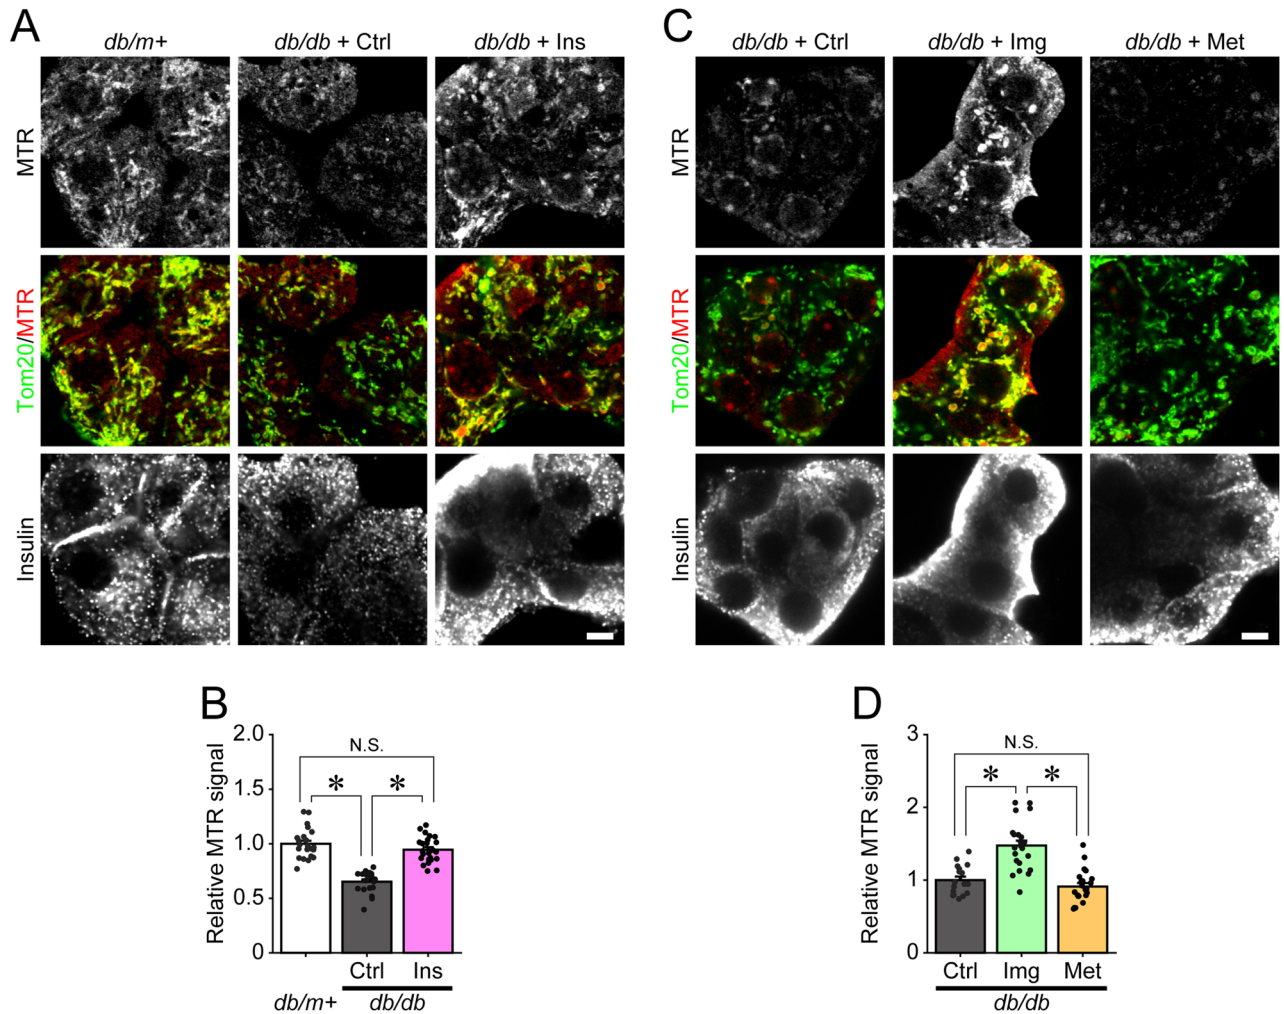 A
db/m+ db/db + Ctrl db/db + Ins
MTR
Tom20/MTR
Insulin
C
db/db + Ctrl db/db + Img db/db + Met
MTR
Tom20/MTR
Insulin
B
Relative MTR signal
2.0
1.5
1.0
0.5
0
N.S.
* *
Ctrl Ins
db/m+ db/db
D
Relative MTR signal
3
2
1
0
N.S.
* *
Ctrl Img Met
db/db